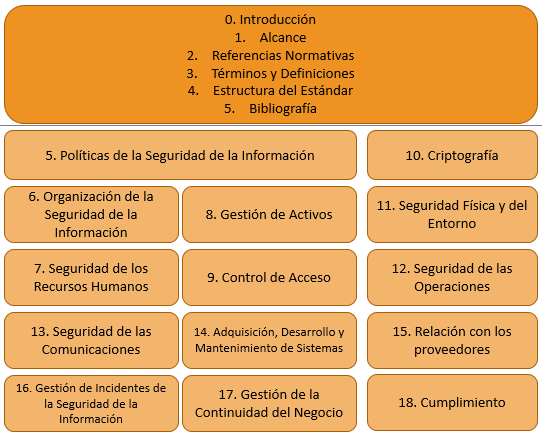 0. Introducción
1. Alcance
2. Referencias Normativas
3. Términos y Definiciones
4. Estructura del Estándar
5. Bibliografía
5. Políticas de la Seguridad de la Información
10. Criptografía
6. Organización de la
Seguridad de la
Información
8. Gestión de Activos
11. Seguridad Física y del
Entorno
7. Seguridad de los
Recursos Humanos
9. Control de Acceso
12. Seguridad de las
Operaciones
13. Seguridad de las
Comunicaciones
14. Adquisición, Desarrollo y
Mantenimiento de Sistemas
15. Relación con los
proveedores
16. Gestión de Incidentes de
la Seguridad de la
Información
17. Gestión de la
Continuidad del Negocio
18. Cumplimiento